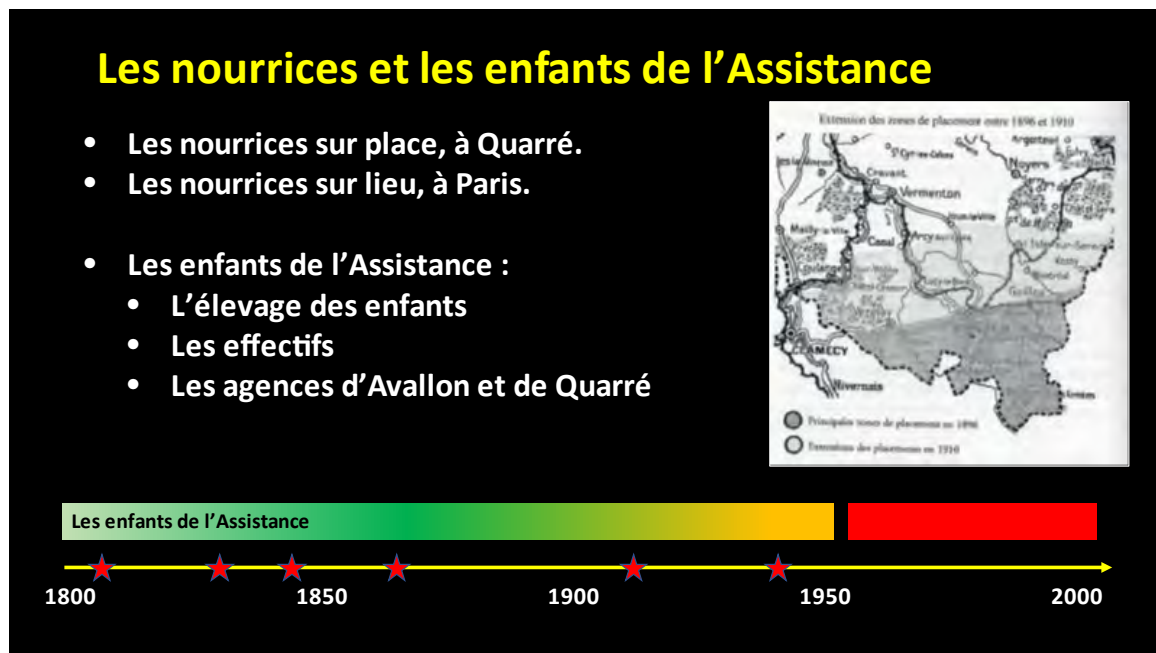 Les nourrices et les enfants de l’Assistance
• Les nourrices sur place, à Quarré.
• Les nourrices sur lieu, à Paris.
• Les enfants de l’Assistance :
• L’élevage des enfants
• Les effectifs
• Les agences d’Avallon et de Quarré
Extension des zones de placement entre 1896 et 1910
Noyers
Cravant
Vermenton
Mailly-la-Ville
Canal
Coulanges
Guillon
CLAMECY
Nivernais
Principales zones de placement en 1896
Extensions des placements en 1910
Les enfants de l’Assistance
1800 1850 1900 1950 2000